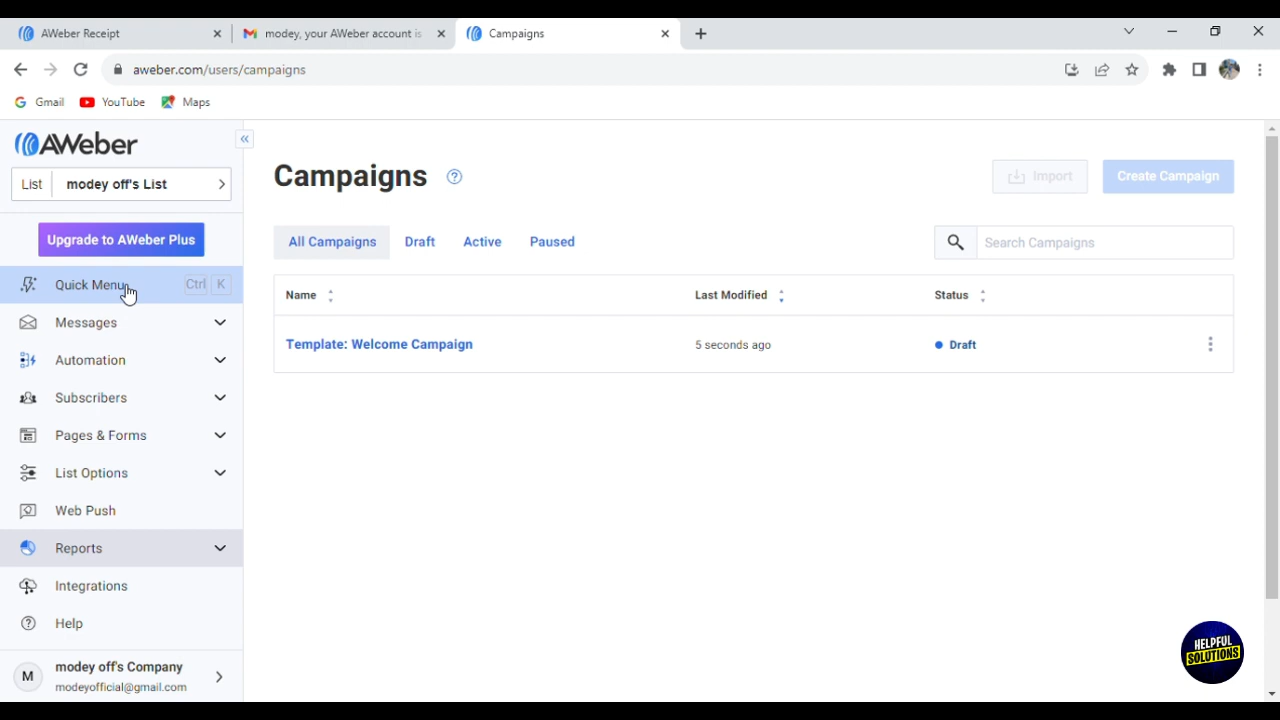 AWeber Receipt
modey, your AWeber account is
Campaigns
aweber.com/users/campaigns
Gmail
YouTube
Maps
AWeber
List
modey off's List
Upgrade to AWeber Plus
Quick Menu
Ctrl K
Messages
Automation
Subscribers
Pages & Forms
List Options
Web Push
Reports
Integrations
Help
M
modey off's Company
modeyofficial@gmail.com
Campaigns
Import
Create Campaign
All Campaigns
Draft
Active
Paused
Search Campaigns
Name
Last Modified
Status
Template: Welcome Campaign
5 seconds ago
Draft
HELPFUL
SOLUTIONS